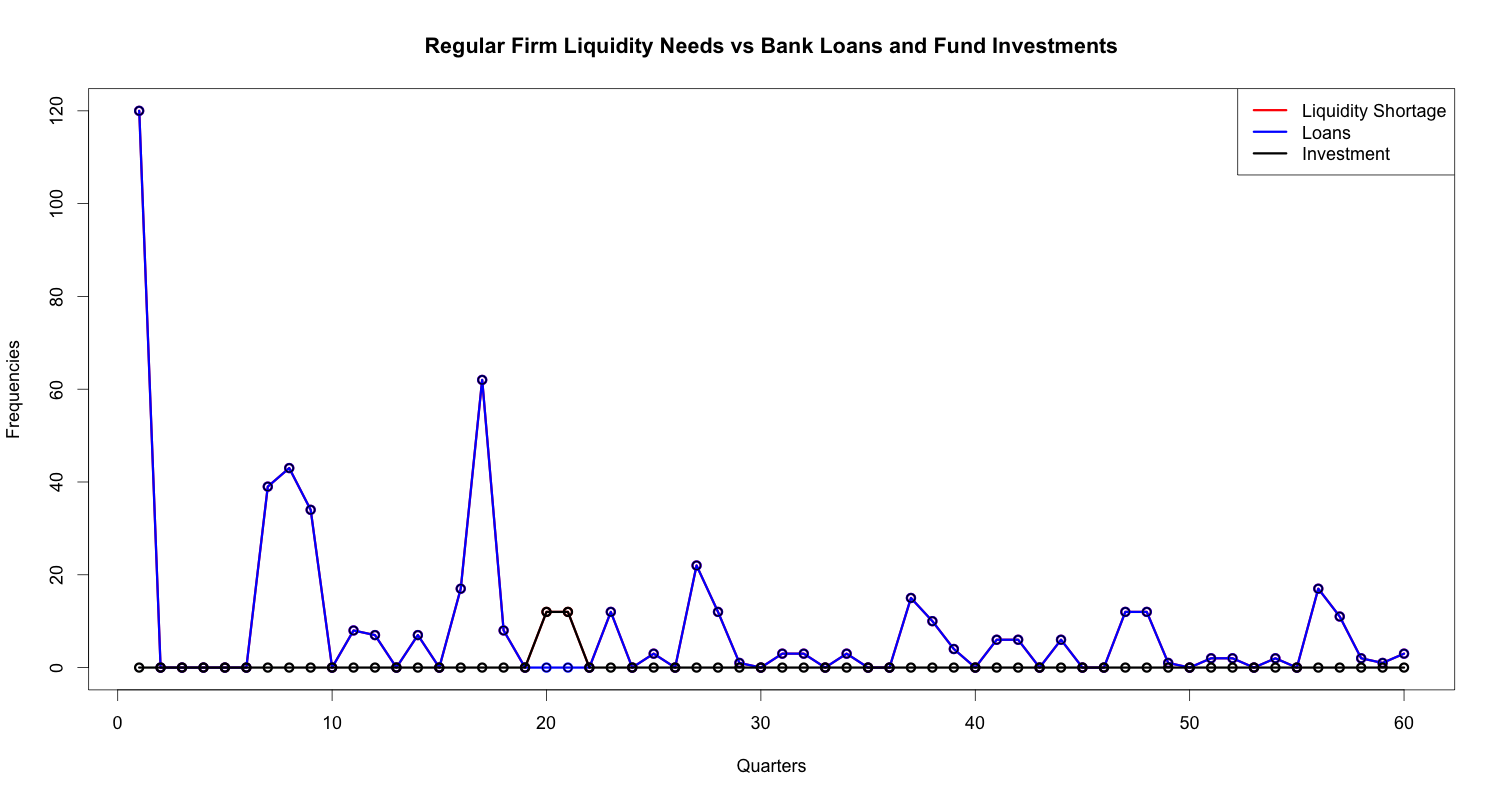 Regular Firm Liquidity Needs vs Bank Loans and Fund Investments
Liquidity Shortage
Loans
Investment
Frequencies
120
100
80
60
40
20
0
0 10 20 30 40 50 60
Quarters